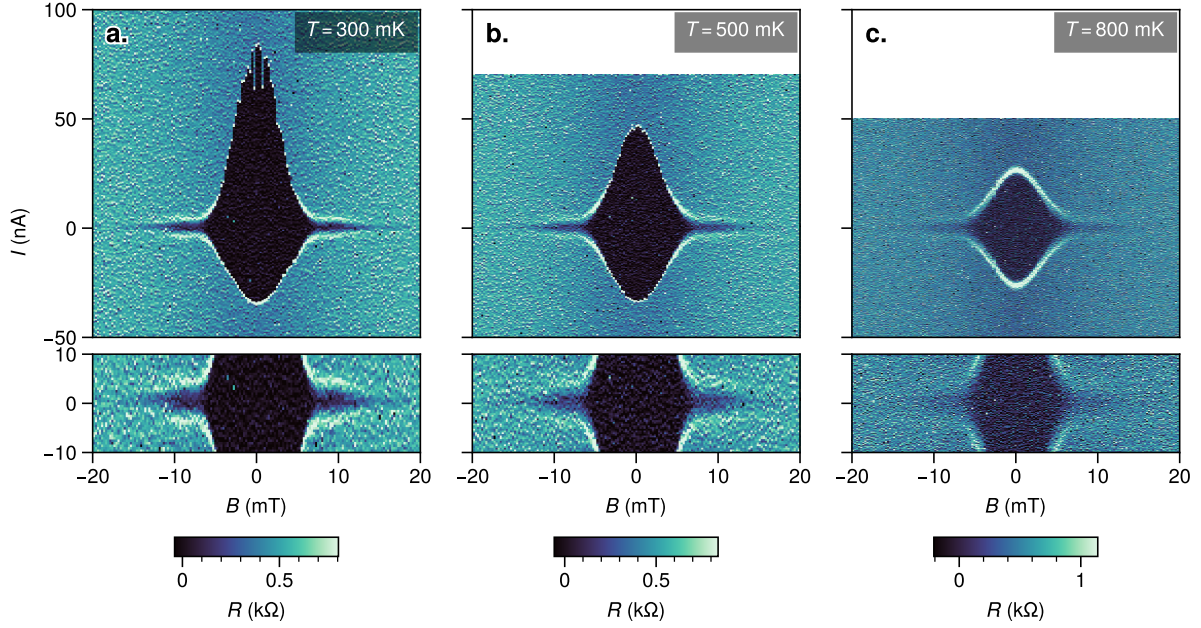 a.
T = 300 mK
b.
T = 500 mK
c.
T = 800 mK
100
50
0
−50
I (nA)
10
0
−10
−20 −10 0 10 20
−20 −10 0 10 20
−20 −10 0 10 20
B (mT)
B (mT)
B (mT)
0 0.5
0 0.5
0 1
R (kΩ)
R (kΩ)
R (kΩ)